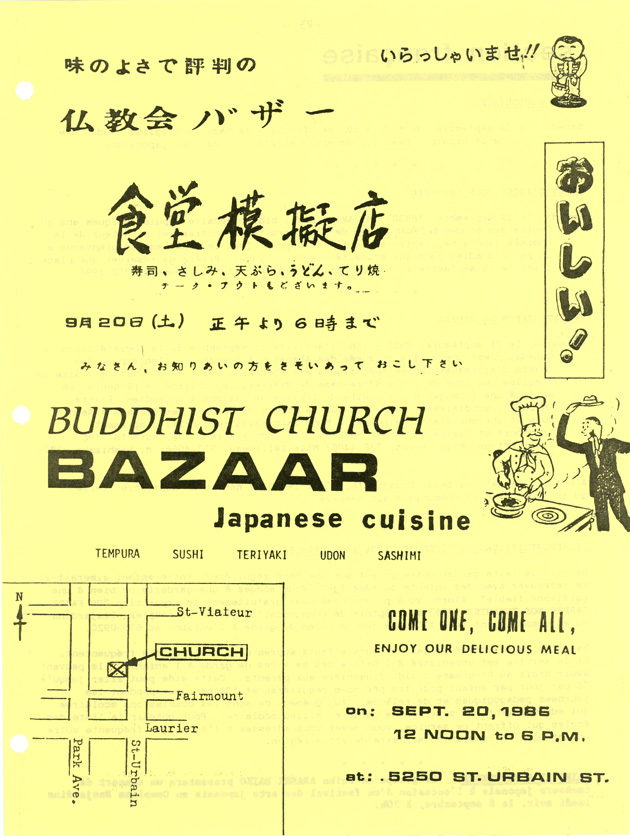 いらっしゃいませ!!
味のよさで評判の
仏教会バザー
おいしい!
食堂模擬店
寿司、さしみ、天ぷら、うどん、てり焼
テーク・アウトもございます。
9月20日(土) 正午より6時まで
みなさん、お知りあいの方をさそいあって おこし下さい
BUDDHIST CHURCH
BAZAAR
Japanese cuisine
TEMPURA SUSHI TERIYAKI UDON SASHIMI
N
St-Viateur
CHURCH
Fairmount
Laurier
Park Ave.
St-Urbain
COME ONE, COME ALL,
ENJOY OUR DELICIOUS MEAL
on: SEPT. 20,1986
12 NOON to 6 P.M.
at: .5250 ST. URBAIN ST.